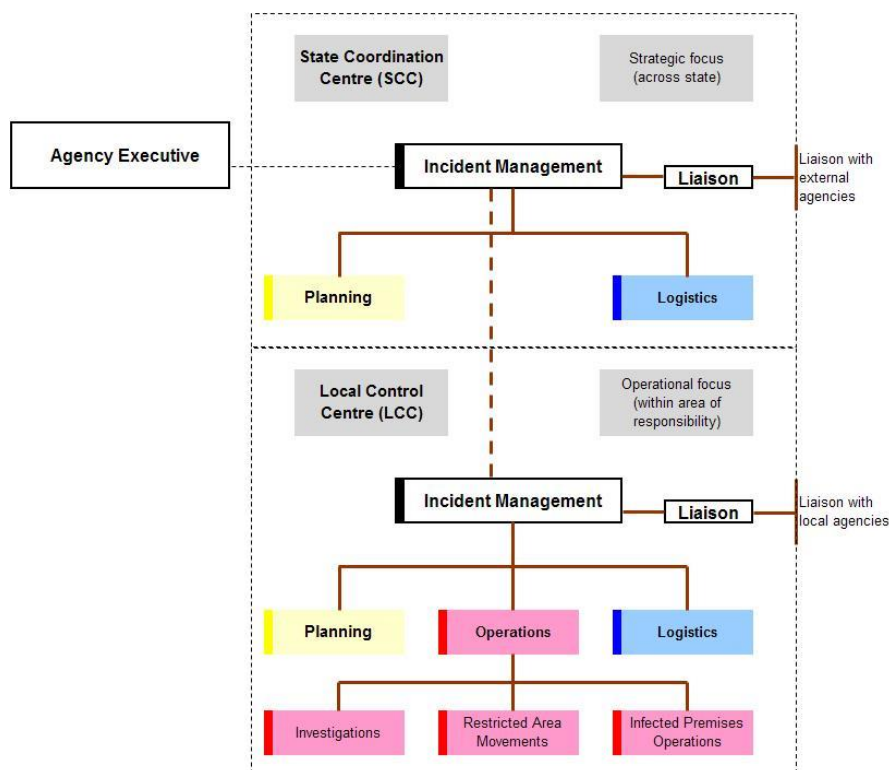 State Coordination
Centre (SCC)
Strategic focus
(across state)
Agency Executive
Incident Management
Liaison
Liaison with
external
agencies
Planning
Logistics
Local Control
Centre (LCC)
Operational focus
(within area of
responsibility)
Incident Management
Liaison
Liaison with
local agencies
Planning
Operations
Logistics
Investigations
Restricted Area
Movements
Infected Premises
Operations